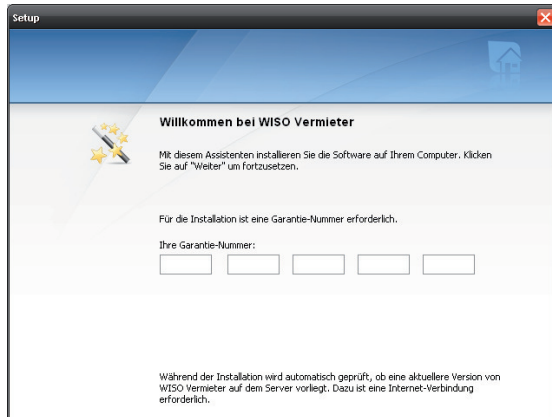 Setup
Willkommen bei WISO Vermieter
Mit diesem Assistenten installieren Sie die Software auf Ihrem Computer. Klicken
Sie auf "Weiter" um fortzusetzen.
Für die Installation ist eine Garantie-Nummer erforderlich.
Ihre Garantie-Nummer:
Während der Installation wird automatisch geprüft, ob eine aktuellere Version von
WISO Vermieter auf dem Server vorliegt. Dazu ist eine Internet-Verbindung
erforderlich.